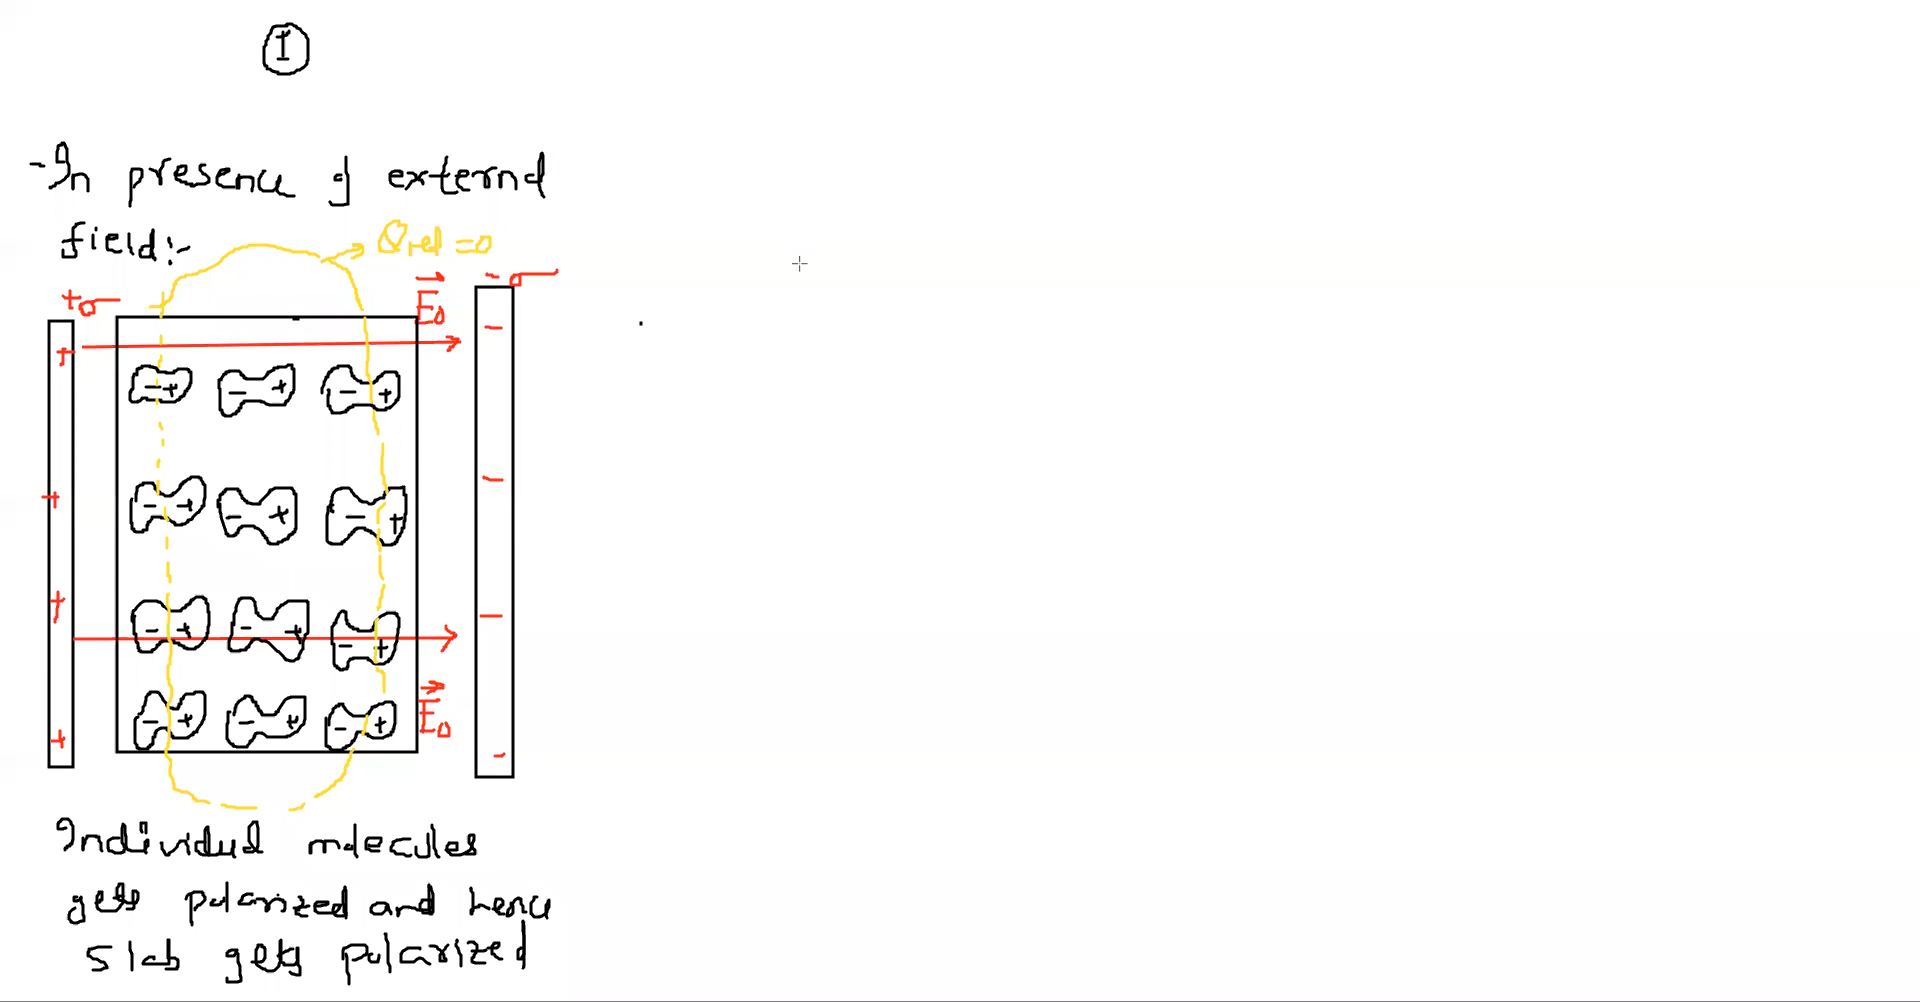 I
- In presence of external
field:-
Qnet = 0
+σ
E₀
- σ
+ - + - + - + -
+ - + - + - + -
+ - + - + - + -
+ - + - + - + -
E₀
Individual molecules
gets polarized and hence
slab gets polarized